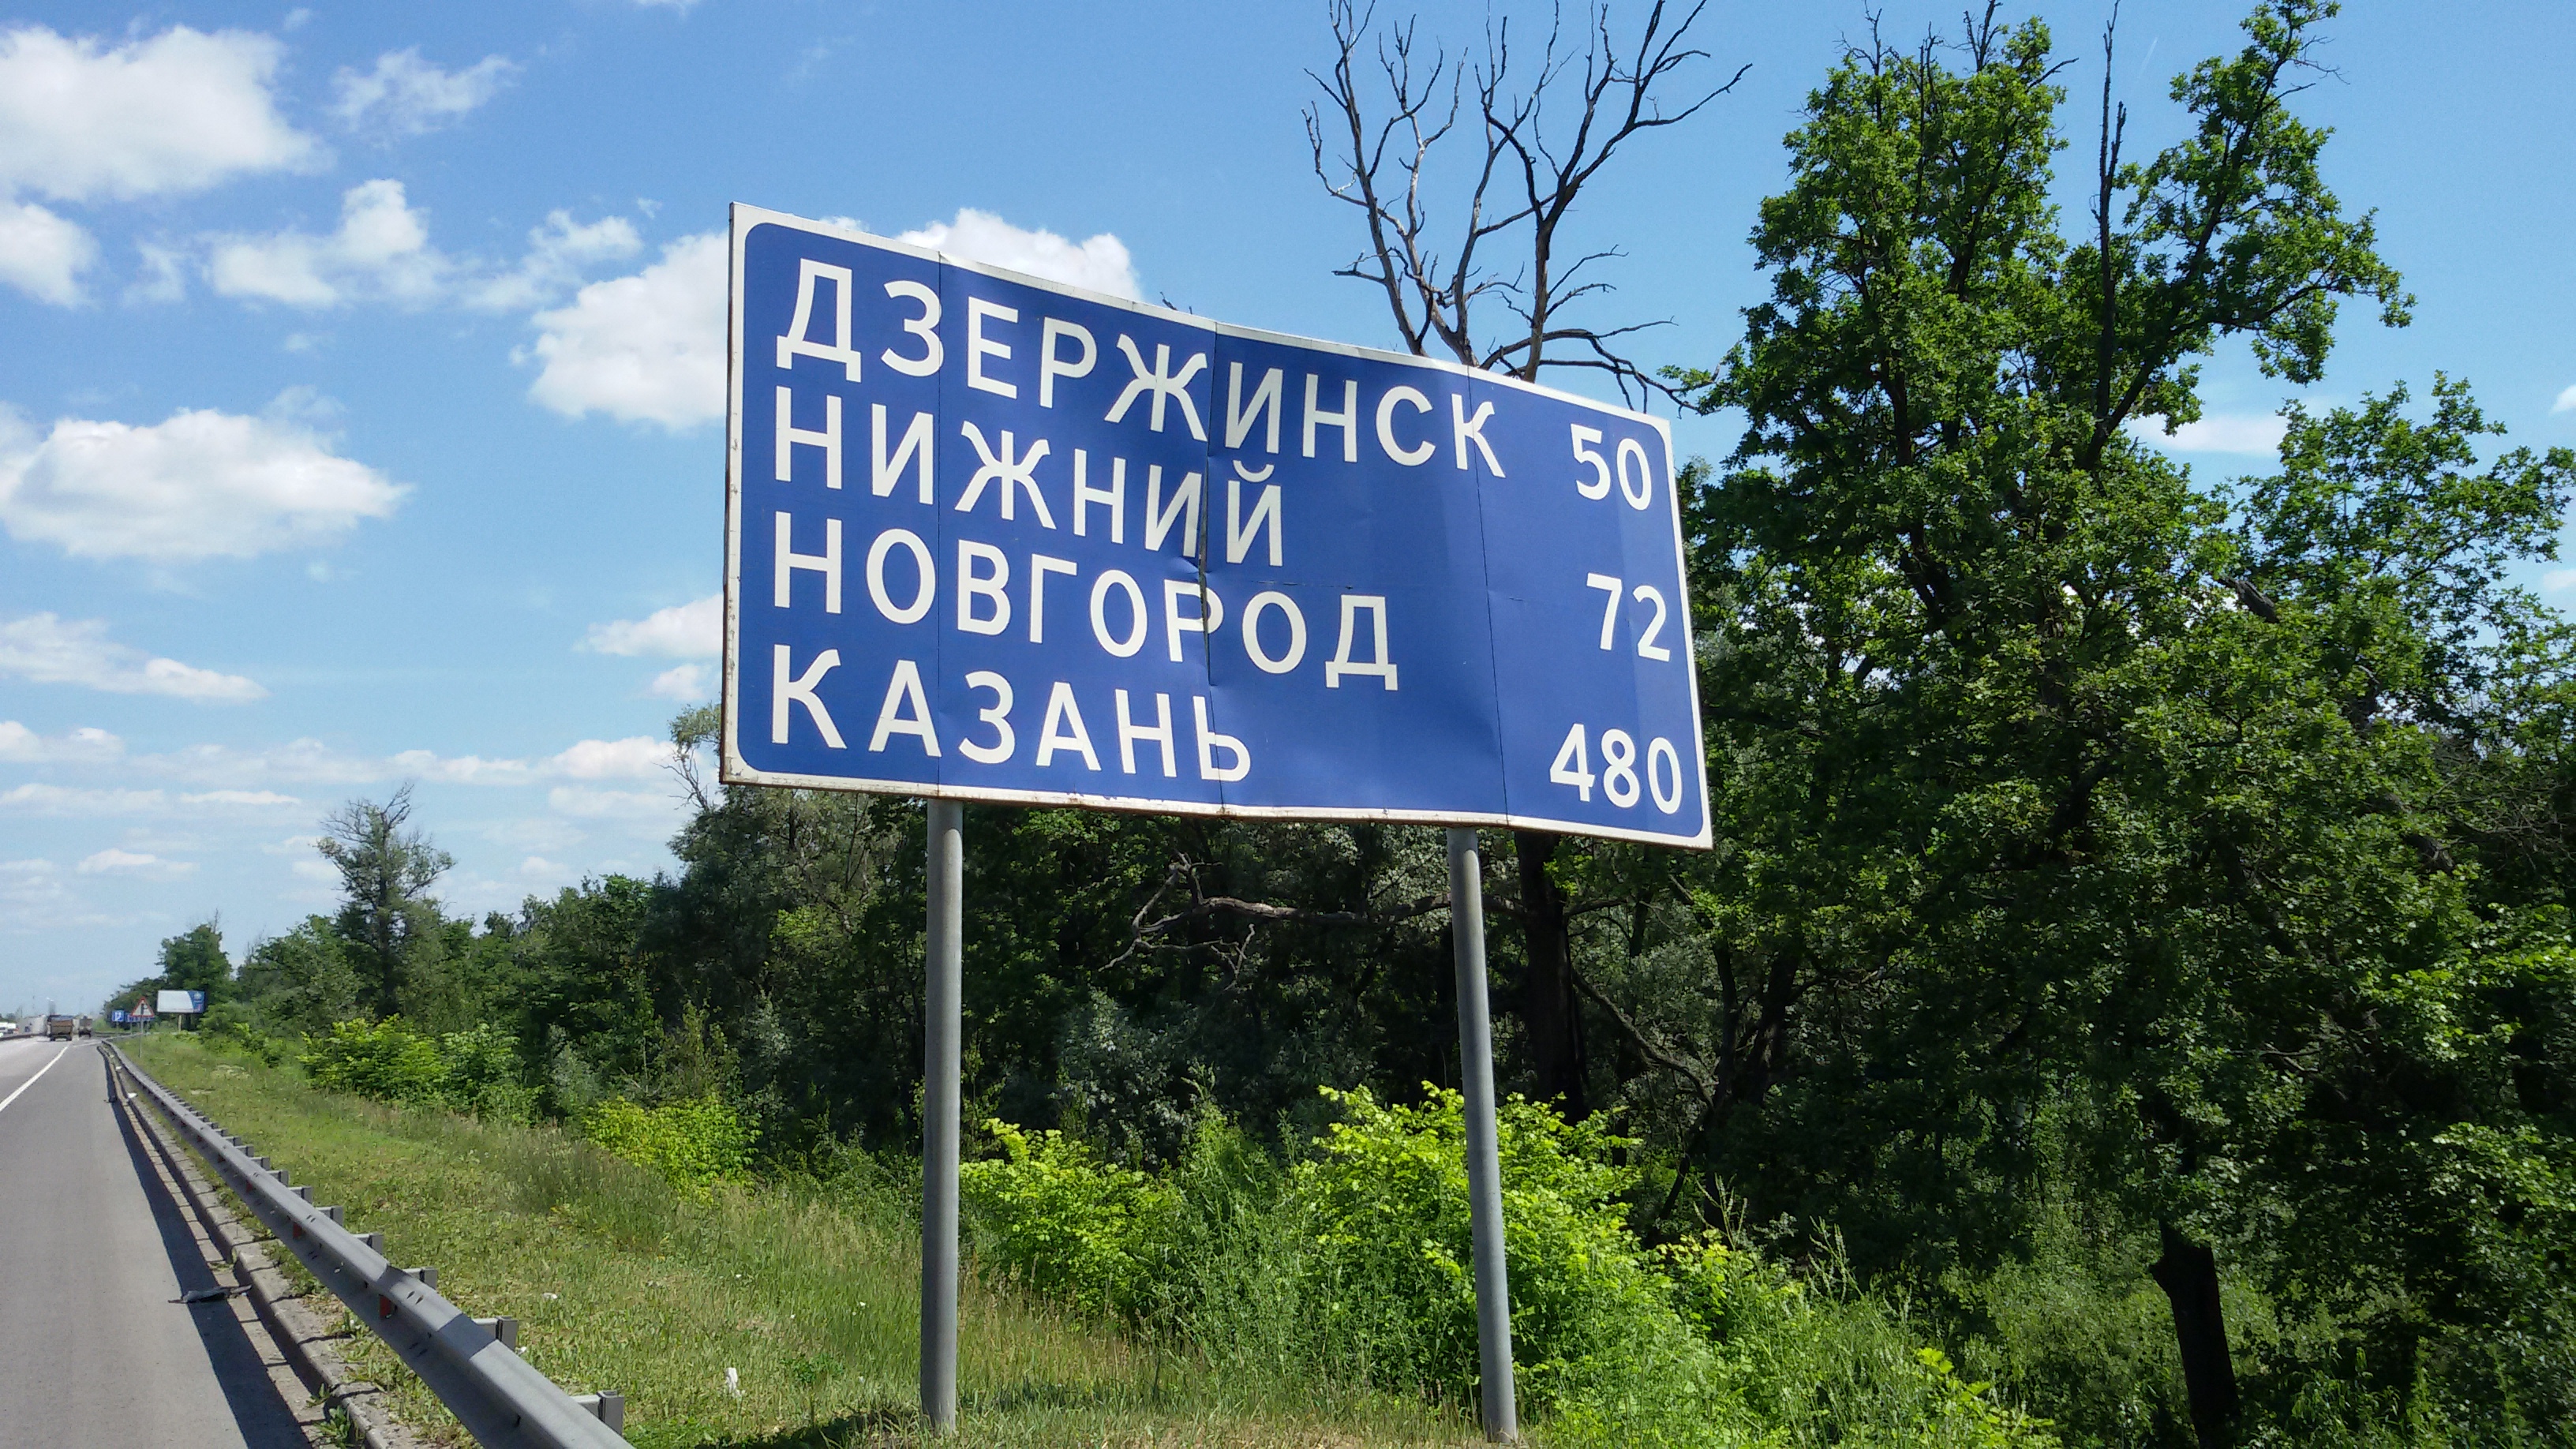 ДЗЕРЖИНСК 50
НИЖНИЙ
НОВГОРОД 72
КАЗАНЬ 480